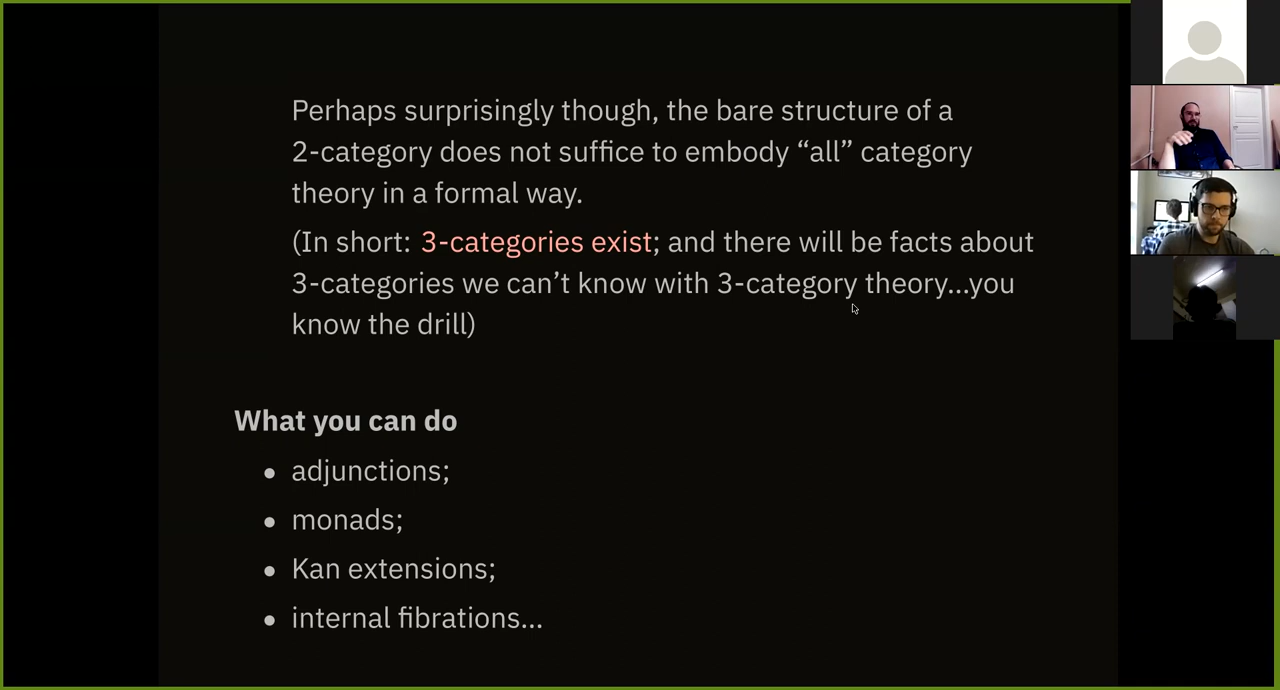 Perhaps surprisingly though, the bare structure of a
2-category does not suffice to embody “all” category
theory in a formal way.
(In short: 3-categories exist; and there will be facts about
3-categories we can’t know with 3-category theory...you
know the drill)
What you can do
• adjunctions;
• monads;
• Kan extensions;
• internal fibrations...